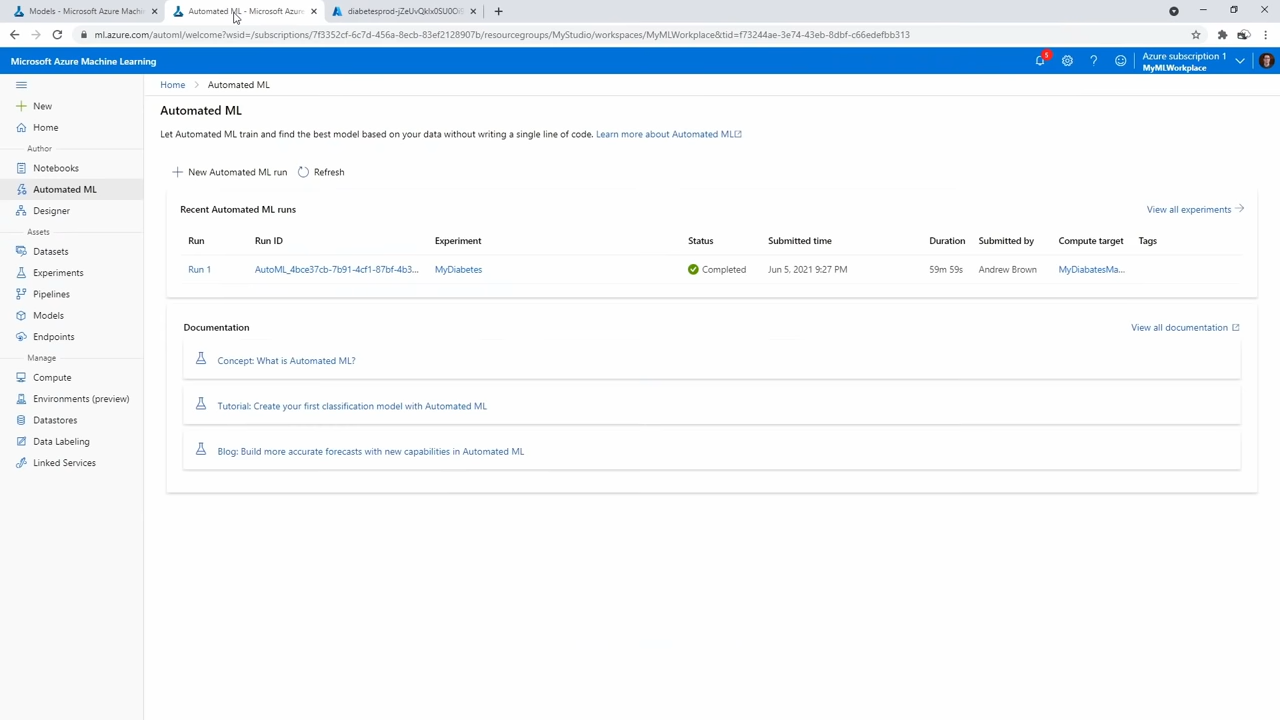 Models - Microsoft Azure Machin
Automated ML - Microsoft Azure
diabetesprod-jZeUvQkIx0SU0O
ml.azure.com/automl/welcome?wsid=/subscriptions/7f3352cf-6c7d-456a-8ecb-83ef2128907b/resourcegroups/MyStudio/workspaces/MyMLWorkplace&tid=f73244ae-3e74-43eb-8dbf-c66edefbb313
Microsoft Azure Machine Learning
5
Azure subscription 1
MyMLWorkplace
New
Home
Author
Notebooks
Automated ML
Designer
Assets
Datasets
Experiments
Pipelines
Models
Endpoints
Manage
Compute
Environments (preview)
Datastores
Data Labeling
Linked Services
Home > Automated ML
Automated ML
Let Automated ML train and find the best model based on your data without writing a single line of code. Learn more about Automated ML
New Automated ML run Refresh
Recent Automated ML runs View all experiments
Run Run ID Experiment Status Submitted time Duration Submitted by Compute target Tags
Run 1 AutoML_4bce37cb-7b91-4cf1-87bf-4b3... MyDiabetes Completed Jun 5, 2021 9:27 PM 59m 59s Andrew Brown MyDiabatesMa...
Documentation View all documentation
Concept: What is Automated ML?
Tutorial: Create your first classification model with Automated ML
Blog: Build more accurate forecasts with new capabilities in Automated ML